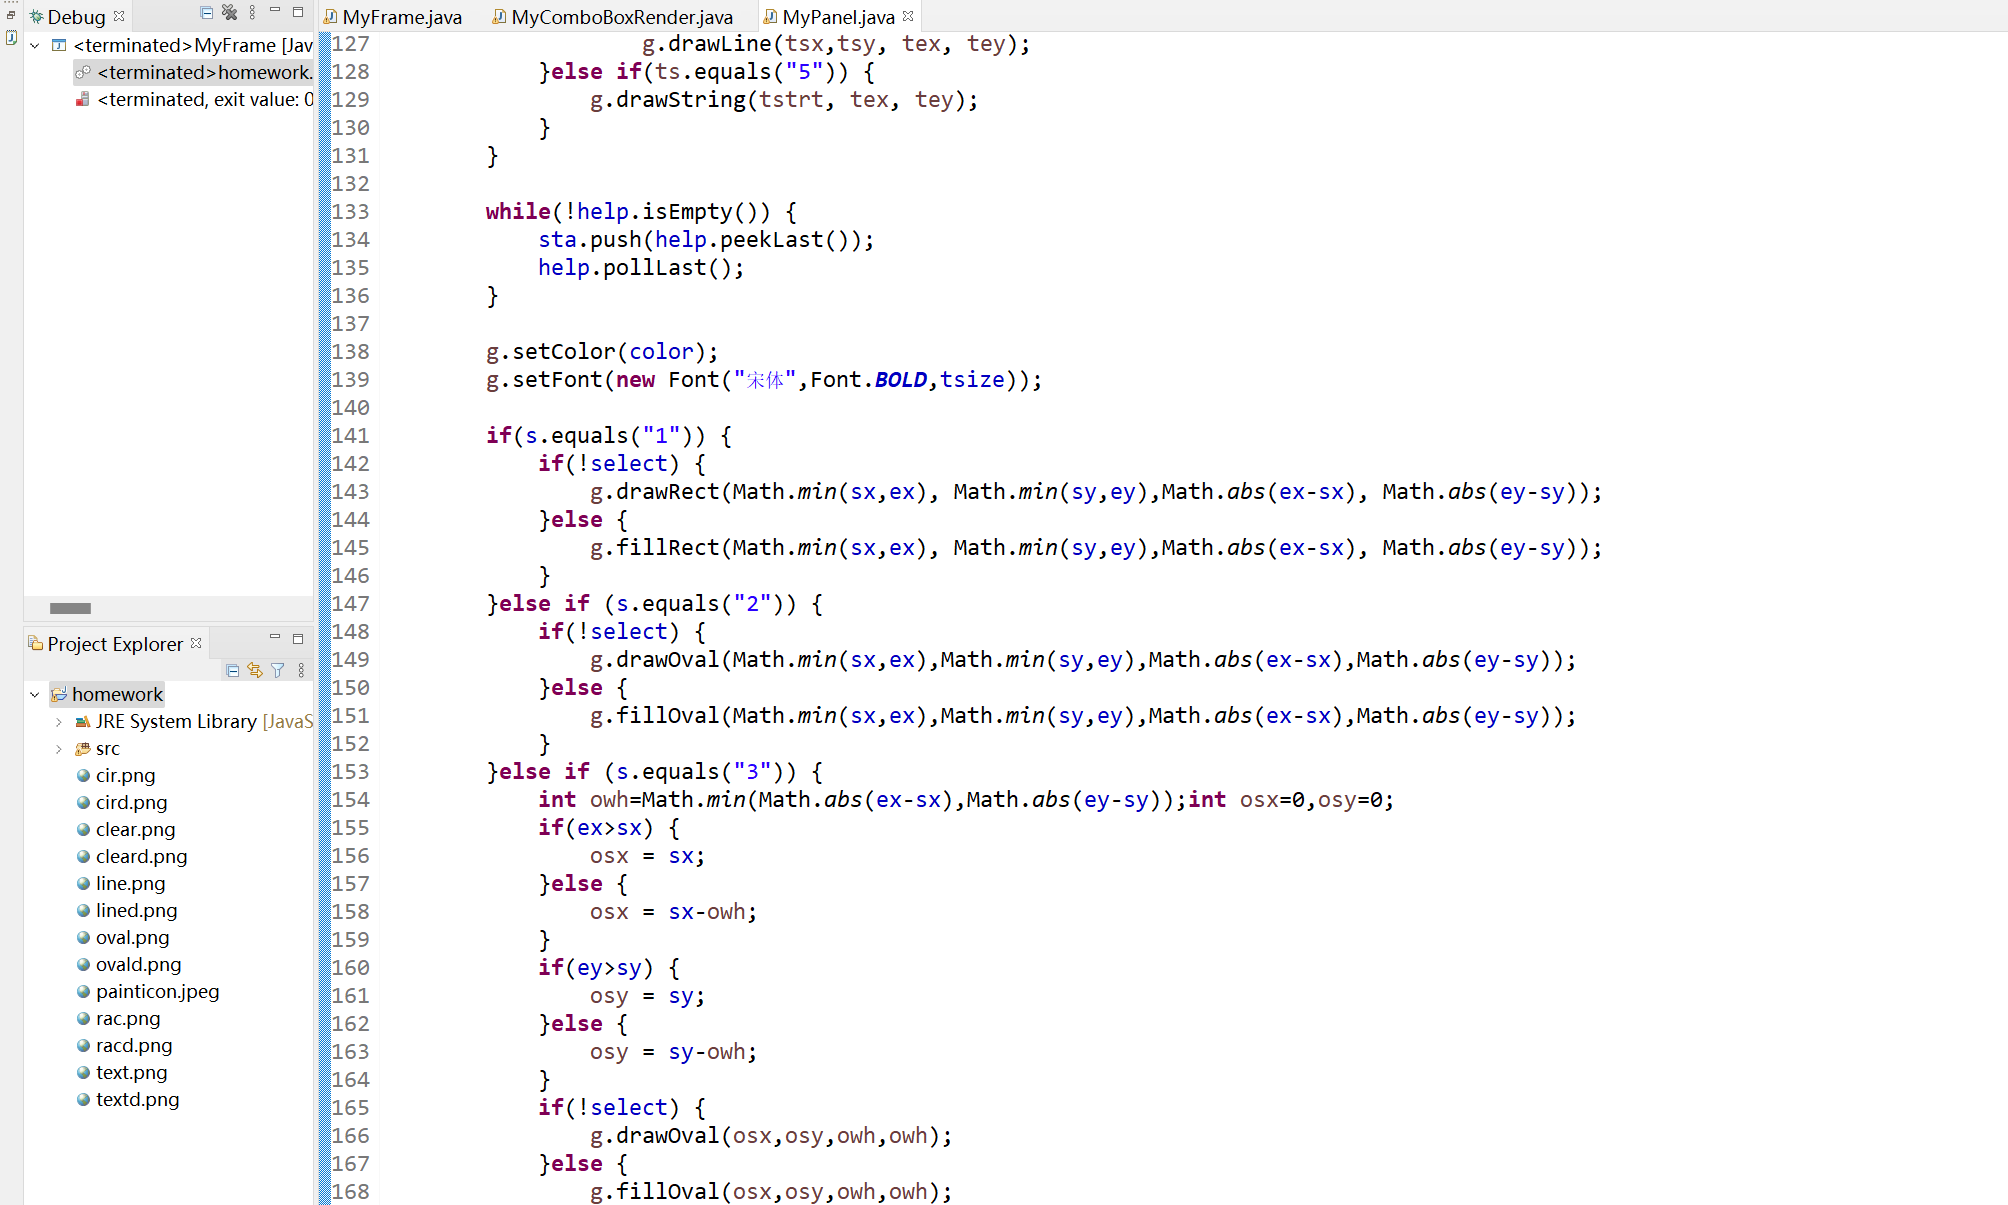 Debug
<terminated>MyFrame [Jav
<terminated>homework.
<terminated, exit value: 0
Project Explorer
homework
JRE System Library [JavaS
src
cir.png
cird.png
clear.png
cleard.png
line.png
lined.png
oval.png
ovald.png
painticon.jpeg
rac.png
racd.png
text.png
textd.png
MyFrame.java MyComboBoxRender.java MyPanel.java
127 g.drawLine(tsx,tsy, tex, tey);
128 }else if(ts.equals("5")) {
129 g.drawString(tstrt, tex, tey);
130 }
131 }
132
133 while(!help.isEmpty()) {
134 sta.push(help.peekLast());
135 help.pollLast();
136 }
137
138 g.setColor(color);
139 g.setFont(new Font("宋体",Font.BOLD,tsize));
140
141 if(s.equals("1")) {
142 if(!select) {
143 g.drawRect(Math.min(sx,ex), Math.min(sy,ey),Math.abs(ex-sx), Math.abs(ey-sy));
144 }else {
145 g.fillRect(Math.min(sx,ex), Math.min(sy,ey),Math.abs(ex-sx), Math.abs(ey-sy));
146 }
147 }else if (s.equals("2")) {
148 if(!select) {
149 g.drawOval(Math.min(sx,ex),Math.min(sy,ey),Math.abs(ex-sx),Math.abs(ey-sy));
150 }else {
151 g.fillOval(Math.min(sx,ex),Math.min(sy,ey),Math.abs(ex-sx),Math.abs(ey-sy));
152 }
153 }else if (s.equals("3")) {
154 int owh=Math.min(Math.abs(ex-sx),Math.abs(ey-sy));int osx=0,osy=0;
155 if(ex>sx) {
156 osx = sx;
157 }else {
158 osx = sx-owh;
159 }
160 if(ey>sy) {
161 osy = sy;
162 }else {
163 osy = sy-owh;
164 }
165 if(!select) {
166 g.drawOval(osx,osy,owh,owh);
167 }else {
168 g.fillOval(osx,osy,owh,owh);